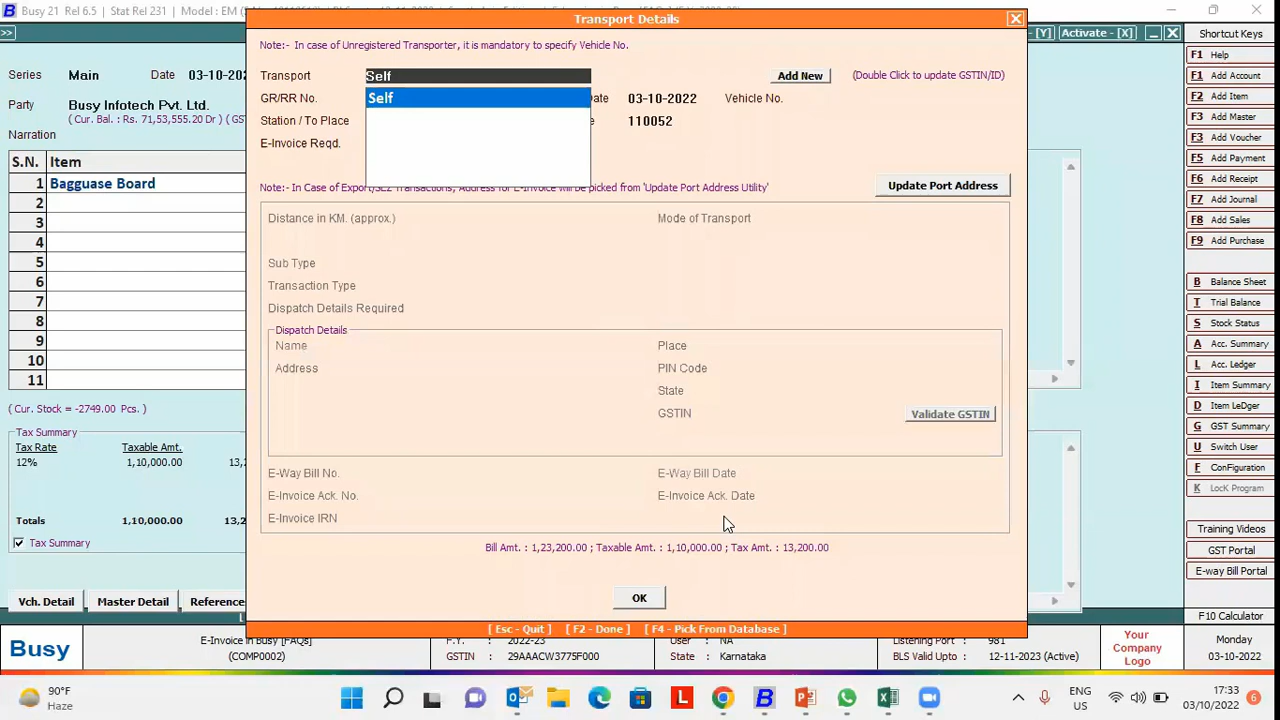 Busy 21 Rel 6.5 | Stat Rel 231 | Model : EM
Transport Details
>>
- [Y] Activate - [X]
Series Main Date 03-10-202
Party Busy Infotech Pvt. Ltd.
( Cur. Bal : Rs. 71,53,555.20 Dr ) ( GST
Narration
S.N. Item
1 Bagguase Board
2
3
4
5
6
7
8
9
10
11
( Cur. Stock = -2749.00 Pcs. )
Tax Summary
Tax Rate Taxable Amt.
12% 1,10,000.00 13,2
Totals 1,10,000.00 13,2
Tax Summary
Vch. Detail Master Detail Reference
Note:- In case of Unregistered Transporter, it is mandatory to specify Vehicle No.
Transport Self Add New (Double Click to update GSTIN/ID)
GR/RR No. Self Date 03-10-2022 Vehicle No.
Station / To Place 110052
E-Invoice Reqd.
Note:- In Case of Export/SEZ Transactions, Address for E-Invoice will be picked from 'Update Port Address Utility'
Update Port Address
Distance in KM. (approx.) Mode of Transport
Sub Type
Transaction Type
Dispatch Details Required
Dispatch Details
Name Place
Address PIN Code
State
GSTIN Validate GSTIN
E-Way Bill No. E-Way Bill Date
E-Invoice Ack. No. E-Invoice Ack. Date
E-Invoice IRN
Bill Amt. : 1,23,200.00 ; Taxable Amt. : 1,10,000.00 ; Tax Amt. : 13,200.00
OK
[ Esc - Quit ] [ F2 - Done ] [ F4 - Pick From Database ]
Shortcut Keys
F1 Help
F1 Add Account
F2 Add Item
F3 Add Master
F3 Add Voucher
F5 Add Payment
F6 Add Receipt
F7 Add Journal
F8 Add Sales
F9 Add Purchase
B Balance Sheet
T Trial Balance
S Stock Status
A Acc. Summary
L Acc. Ledger
I Item Summary
D Item LeDger
G GST Summary
U Switch User
F Configuration
K LocK Program
Training Videos
GST Portal
E-way Bill Portal
F10 Calculator
Busy
E-Invoice in Busy [FAQs]
(COMP0002)
F.Y. : 2022-23
GSTIN : 29AAACW3775F000
User : NA
State : Karnataka
Listening Port : 981
BLS Valid Upto : 12-11-2023 (Active)
Your
Company
Logo
Monday
03-10-2022
90°F
Haze
ENG
US
17:33
03/10/2022
6